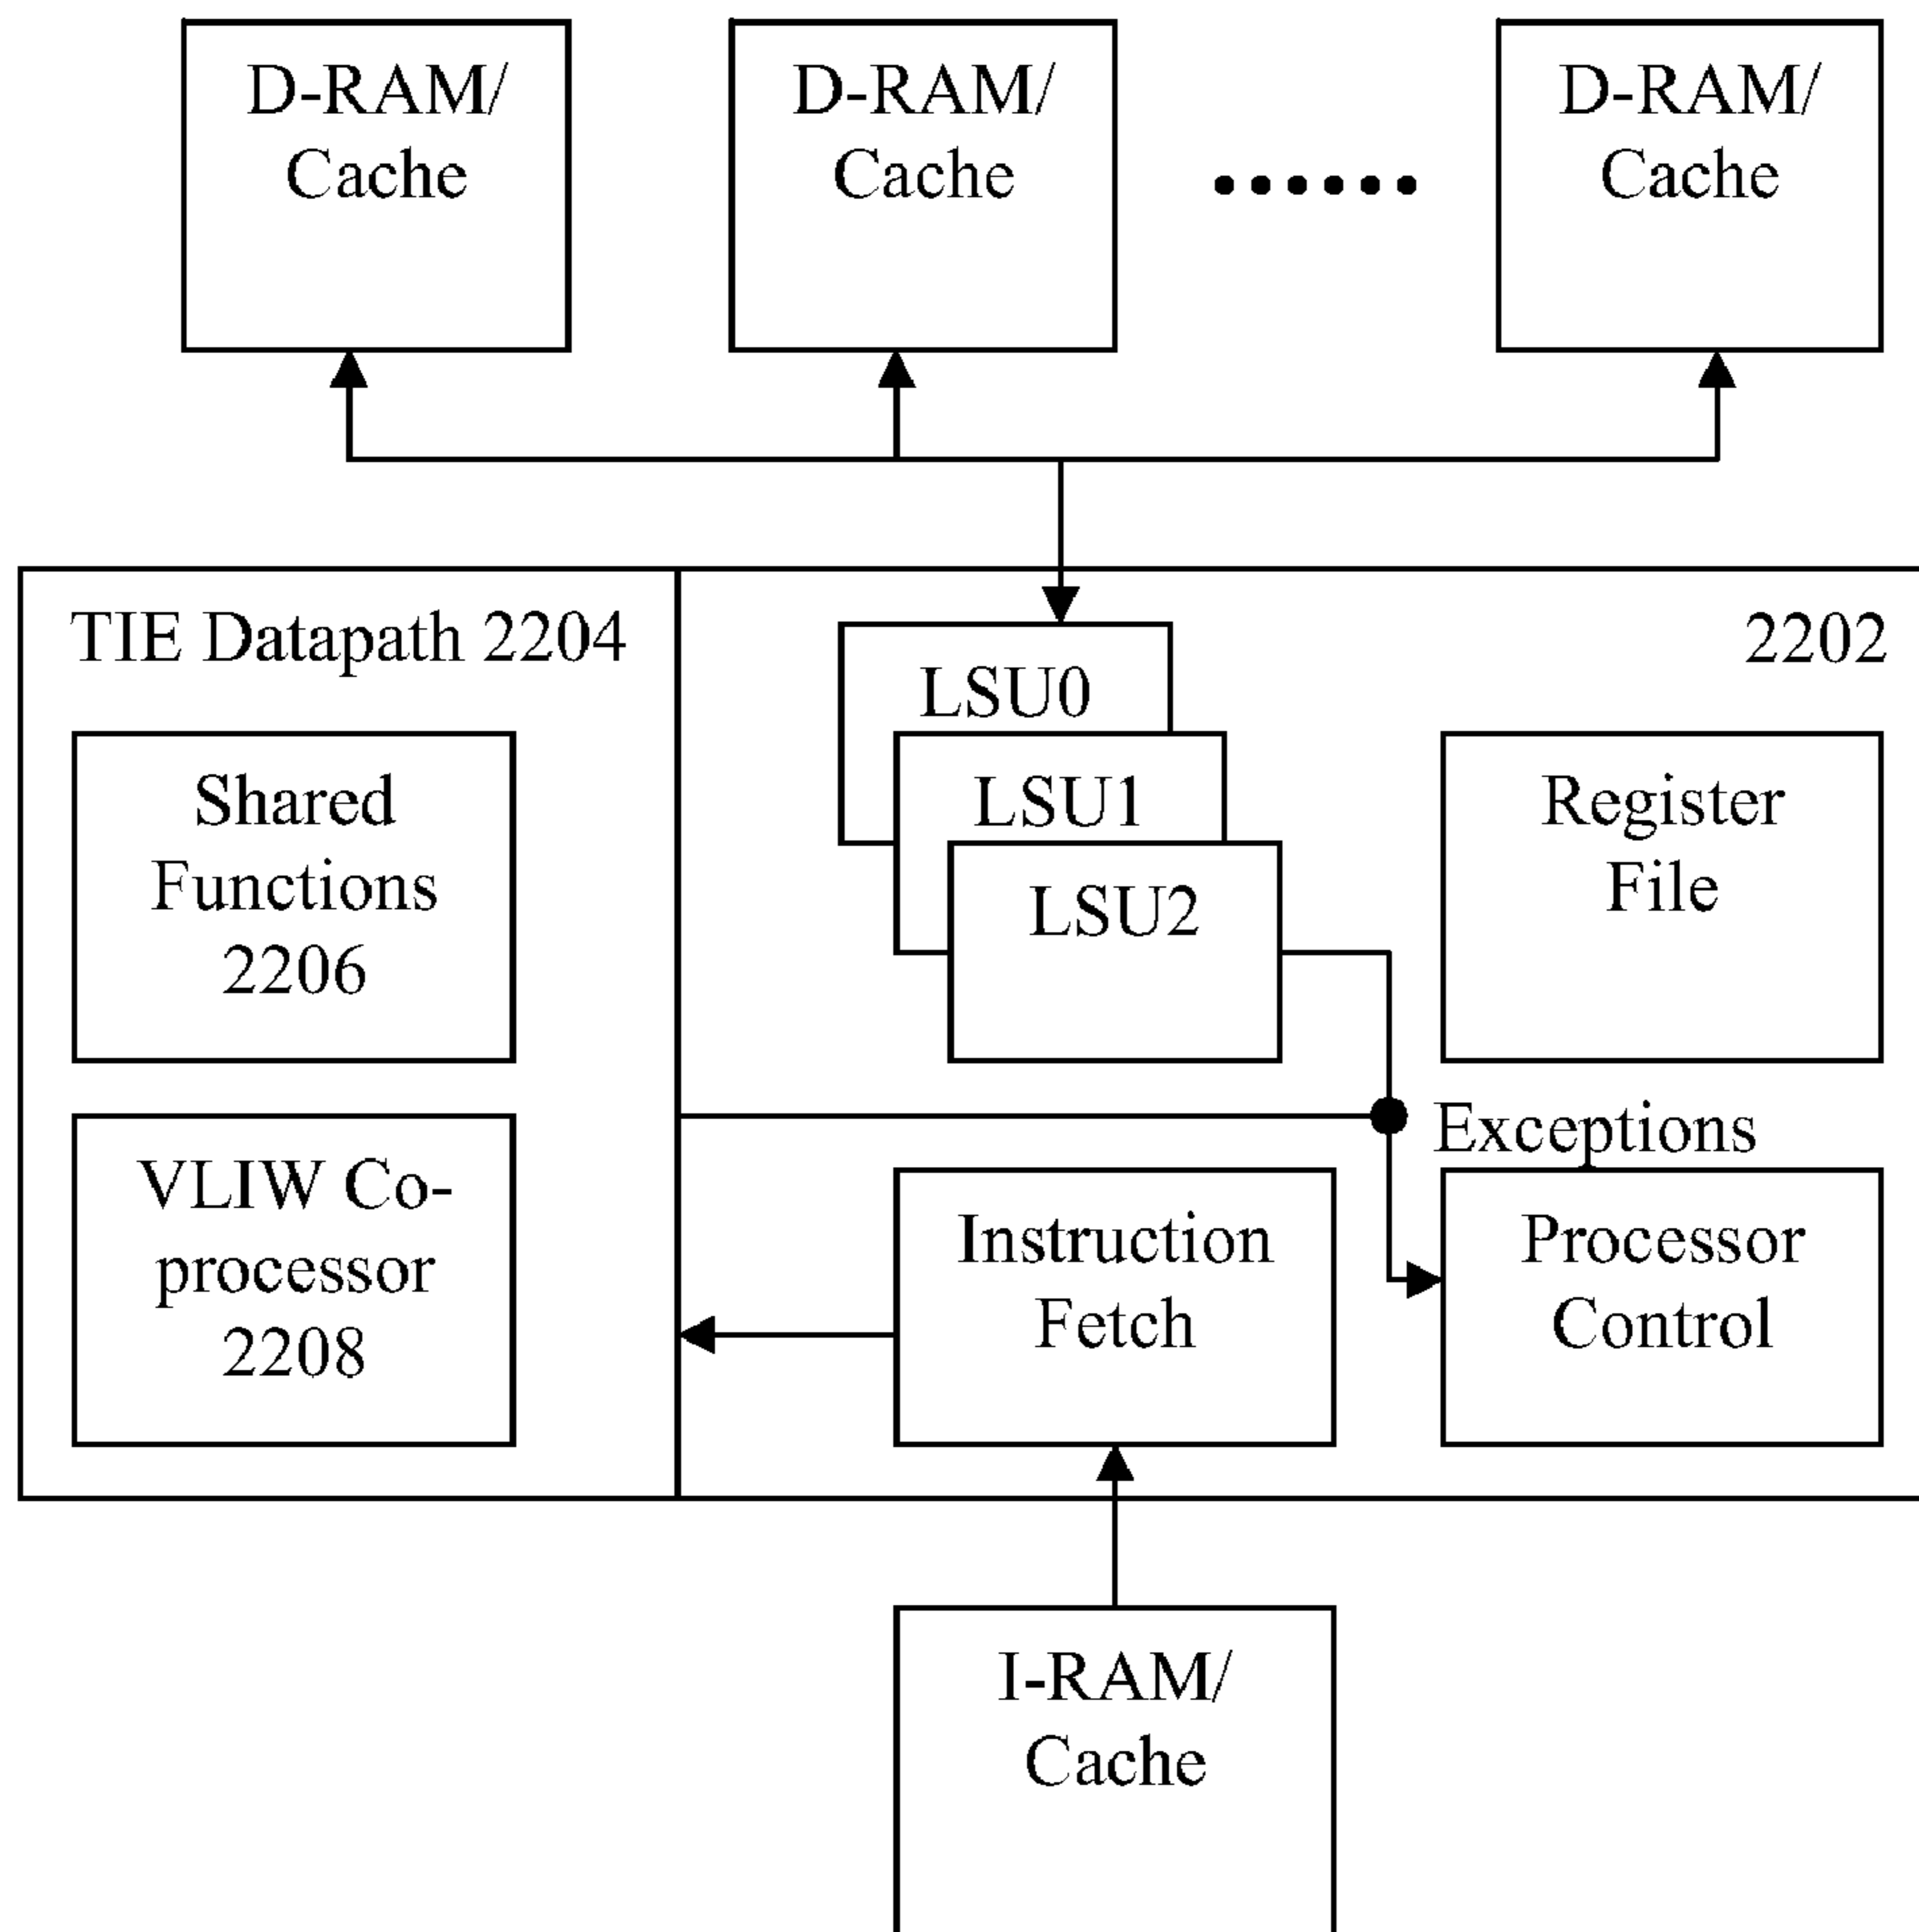 D-RAM/
Cache
D-RAM/
Cache
D-RAM/
Cache
TIE Datapath 2204
2202
LSU0
LSU1
LSU2
Shared
Functions
2206
Register
File
Exceptions
VLIW Co-
processor
2208
Instruction
Fetch
Processor
Control
I-RAM/
Cache